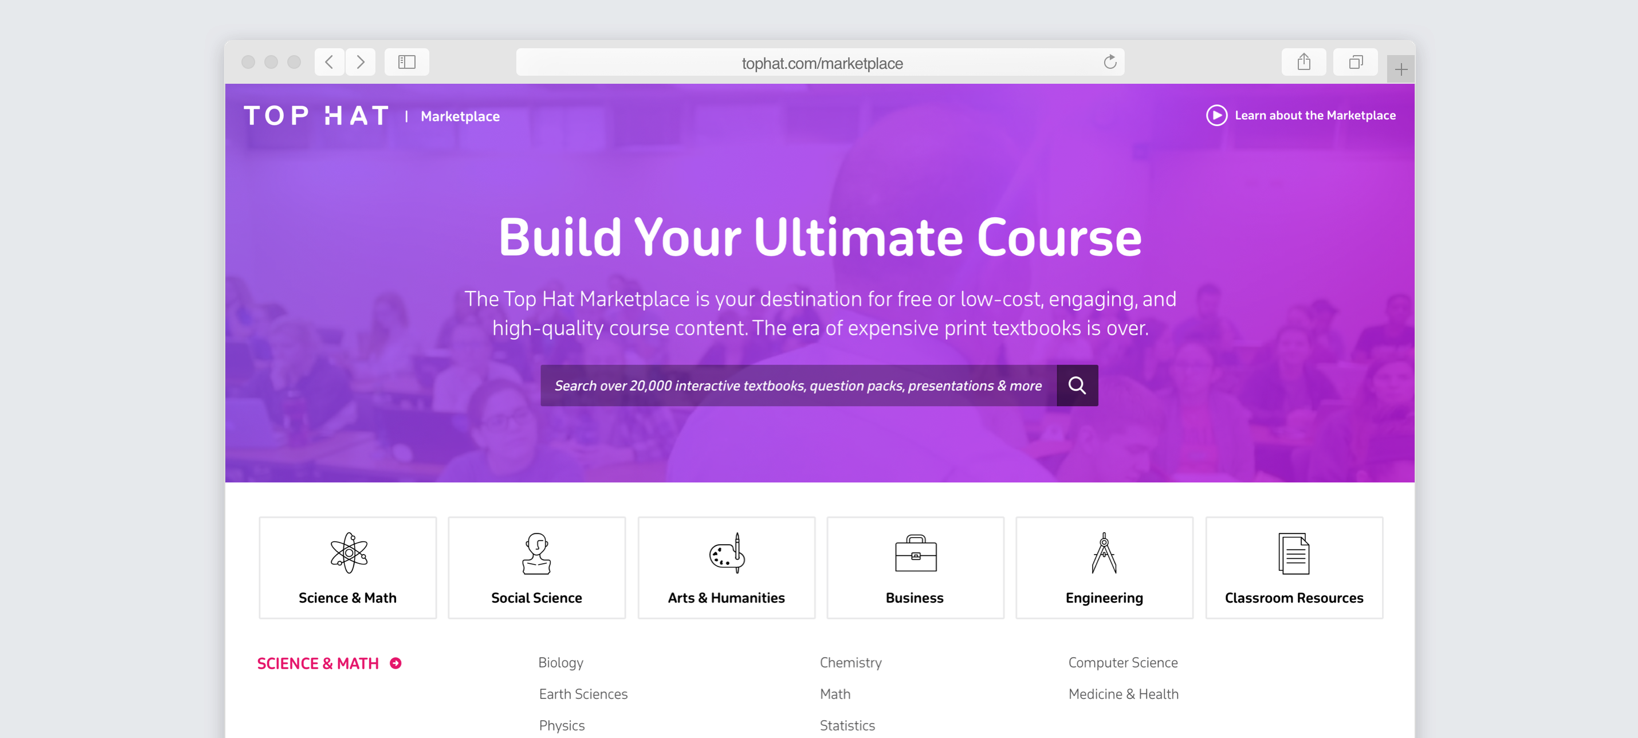 tophat.com/marketplace
TOP HAT | Marketplace
Learn about the Marketplace
Build Your Ultimate Course
The Top Hat Marketplace is your destination for free or low-cost, engaging, and
high-quality course content. The era of expensive print textbooks is over.
Search over 20,000 interactive textbooks, question packs, presentations & more
Science & Math
Social Science
Arts & Humanities
Business
Engineering
Classroom Resources
SCIENCE & MATH
Biology
Chemistry
Computer Science
Earth Sciences
Math
Medicine & Health
Physics
Statistics